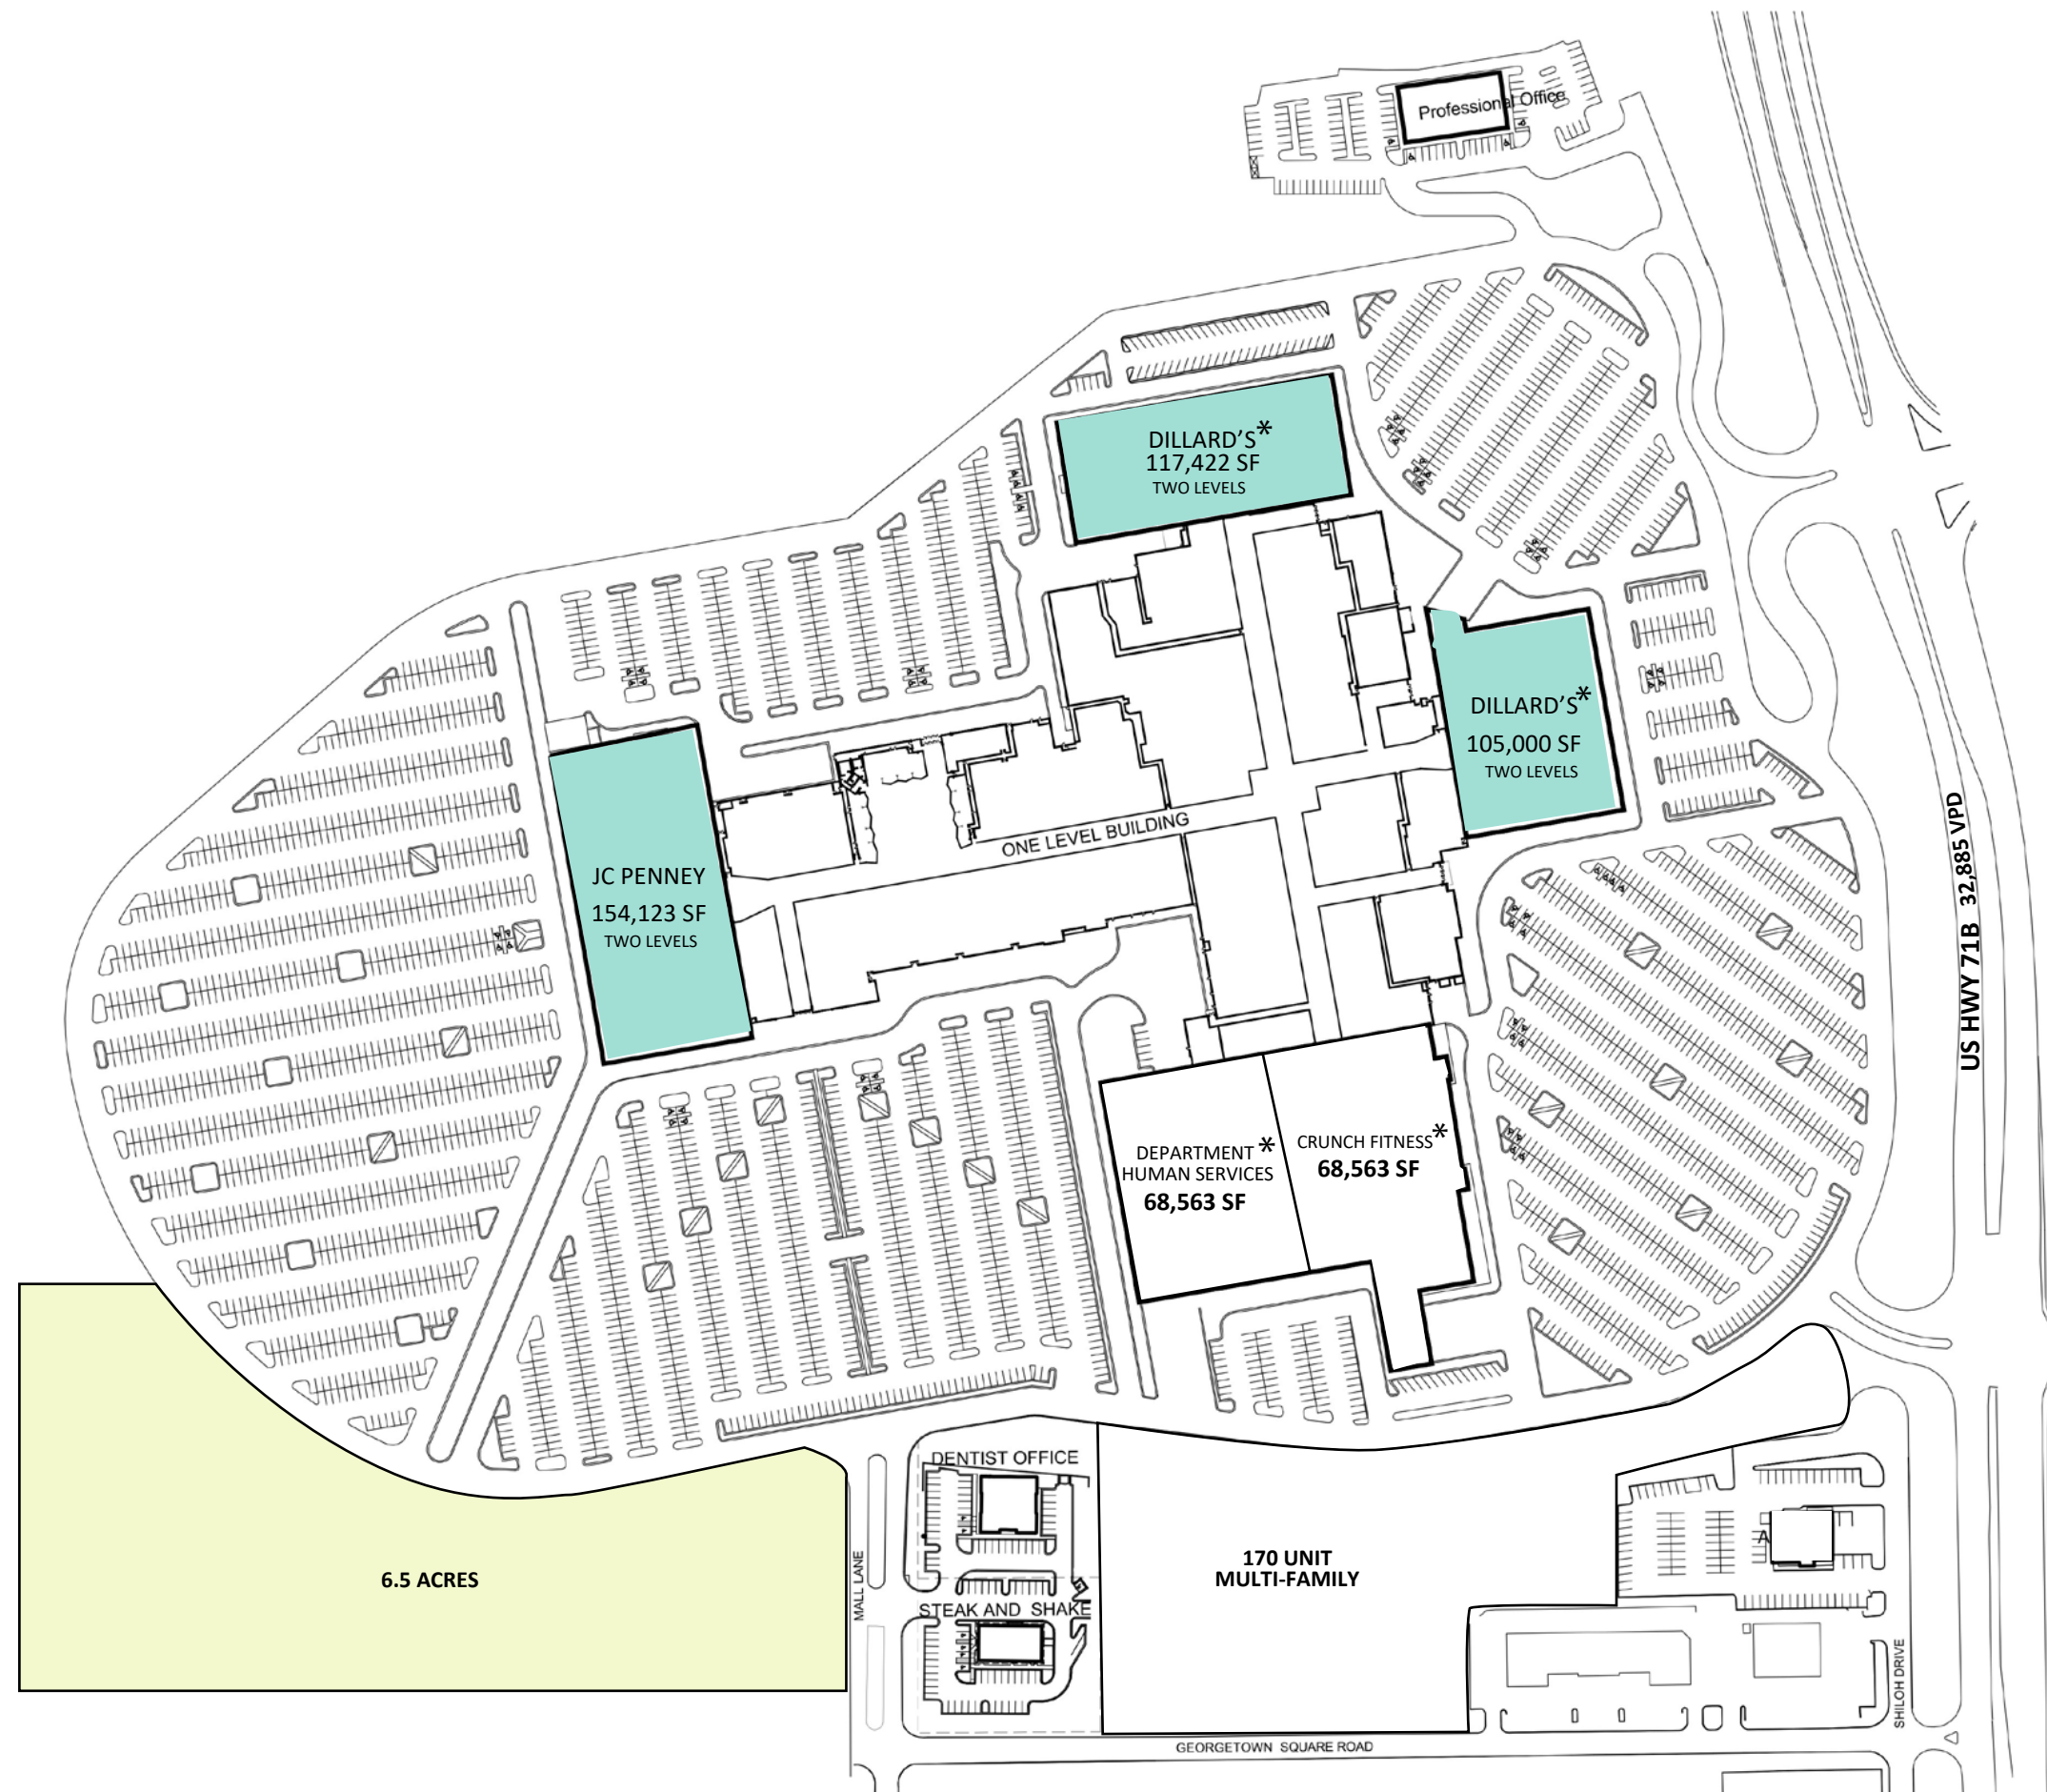 Professional Office
DILLARD'S*
117,422 SF
TWO LEVELS
DILLARD'S*
105,000 SF
TWO LEVELS
US HWY 71B 32,885 VPD
ONE LEVEL BUILDING
JC PENNEY
154,123 SF
TWO LEVELS
DEPARTMENT *
HUMAN SERVICES
68,563 SF
CRUNCH FITNESS*
68,563 SF
DENTIST OFFICE
STEAK AND SHAKE
MALL LANE
6.5 ACRES
170 UNIT
MULTI-FAMILY
A
SHILOH DRIVE
GEORGETOWN SQUARE ROAD